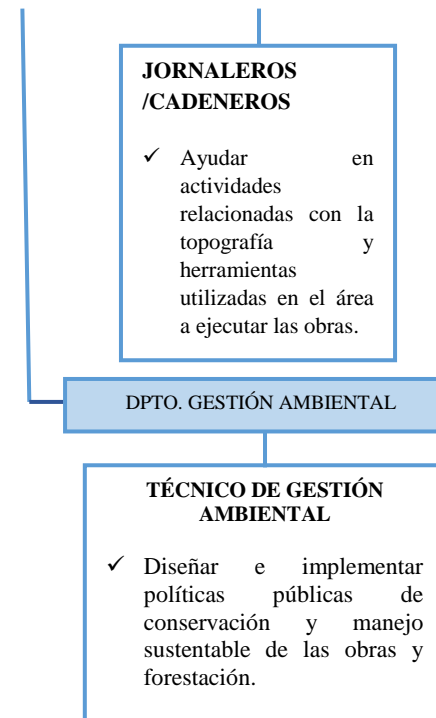 JORNALEROS
/CADENEROS
✓ Ayudar en
actividades
relacionadas con la
topografía y
herramientas
utilizadas en el área
a ejecutar las obras.
DPTO. GESTIÓN AMBIENTAL
TÉCNICO DE GESTIÓN
AMBIENTAL
✓ Diseñar e implementar
políticas públicas de
conservación y manejo
sustentable de las obras y
forestación.